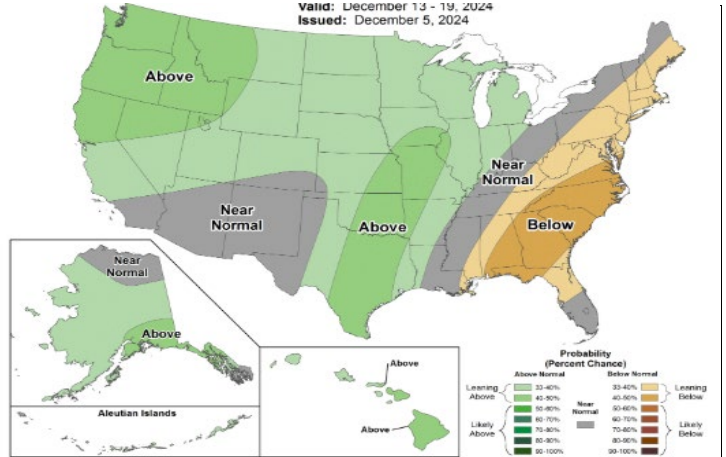 Valid: December 13 - 19, 2024
Issued: December 5, 2024
Above
Near
Normal
Near
Normal
Above
Below
Near
Normal
Above
Aleutian Islands
Above
Above
Probability
(Percent Chance)
Above Normal
Below Normal
Leaning
Above
33-40%
40-50%
Likely
Above
50-60%
60-70%
70-80%
80-90%
90-100%
Near
Normal
33-40%
40-50%
Leaning
Below
50-60%
60-70%
70-80%
80-90%
90-100%
Likely
Below